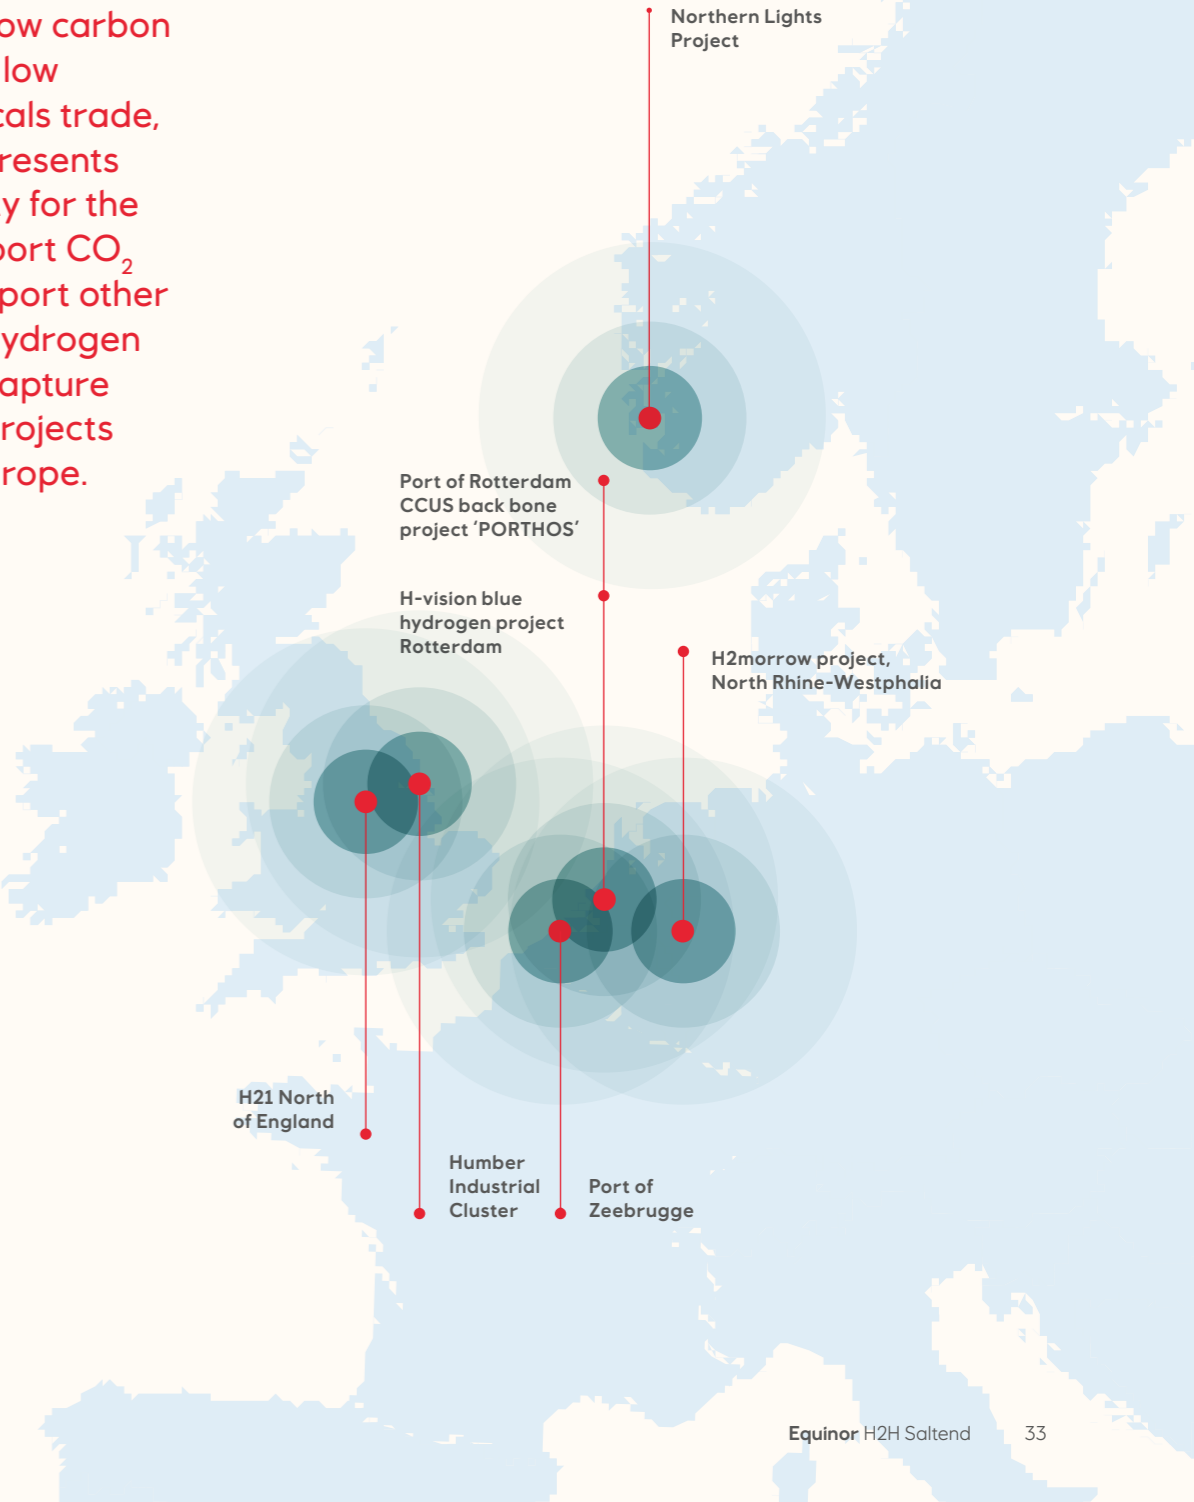 ow carbon
low
cals trade,
resents
y for the
port CO2
port other
ydrogen
apture
rojects
rope.
Northern Lights
Project
Port of Rotterdam
CCUS back bone
project ‘PORTHOS’
H-vision blue
hydrogen project
Rotterdam
H2morrow project,
North Rhine-Westphalia
H21 North
of England
Humber
Industrial
Cluster
Port of
Zeebrugge
Equinor H2H Saltend 33